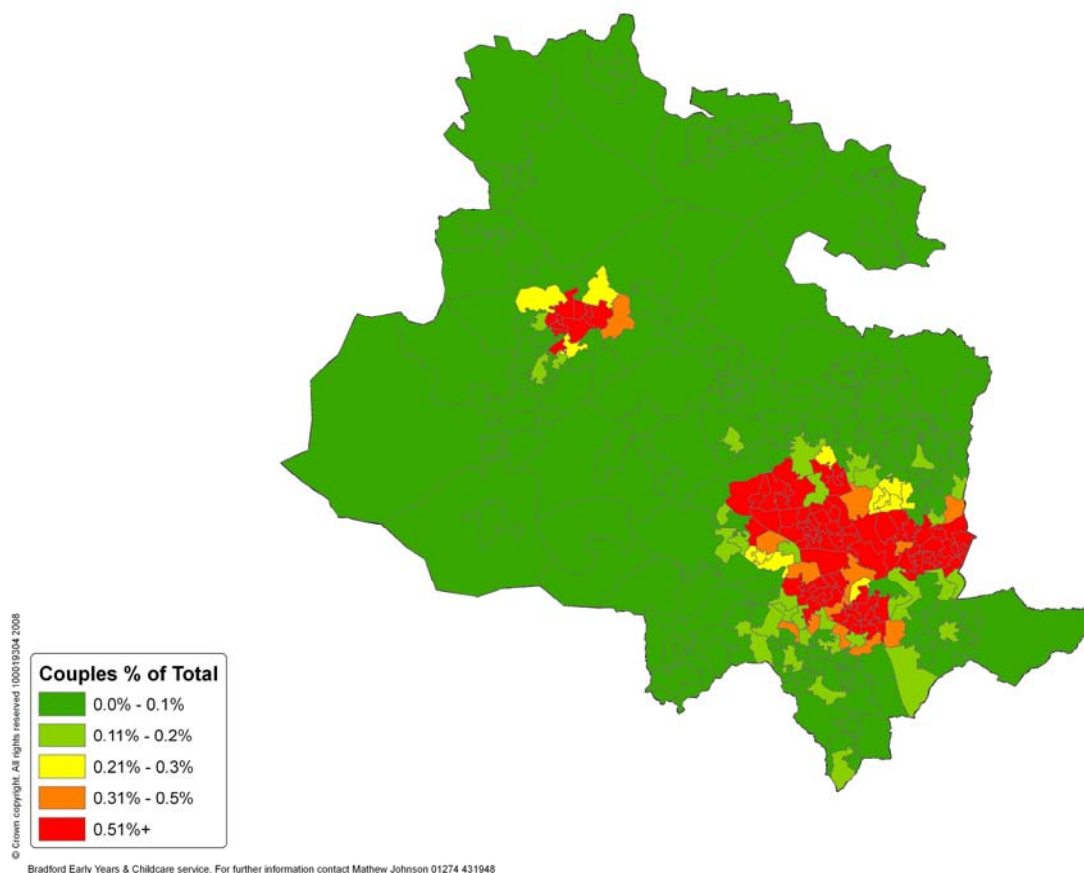 © Crown copyright. All rights reserved 100019304 2008
Couples % of Total
0.0% - 0.1%
0.11% - 0.2%
0.21% - 0.3%
0.31% - 0.5%
0.51%+
Bradford Early Years & Childcare service. For further information contact Mathew Johnson 01274 431948